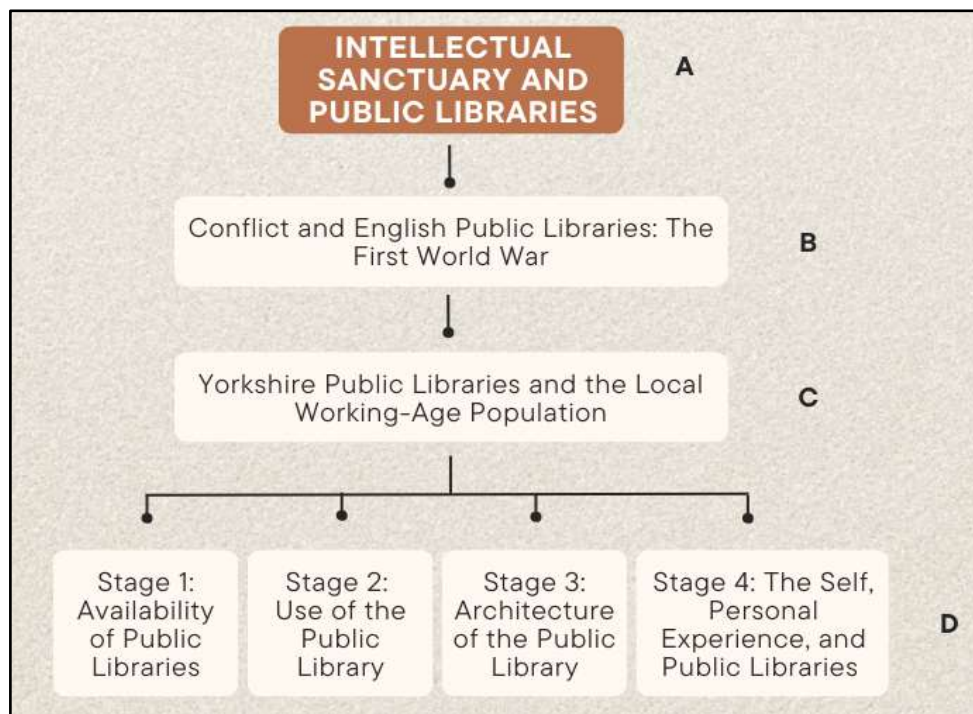 INTELLECTUAL
SANCTUARY AND
PUBLIC LIBRARIES
A
Conflict and English Public Libraries: The
First World War
B
Yorkshire Public Libraries and the Local
Working-Age Population
C
Stage 1:
Availability
of Public
Libraries
Stage 2:
Use of the
Public
Library
Stage 3:
Architecture
of the Public
Library
Stage 4: The Self,
Personal
Experience, and
Public Libraries
D